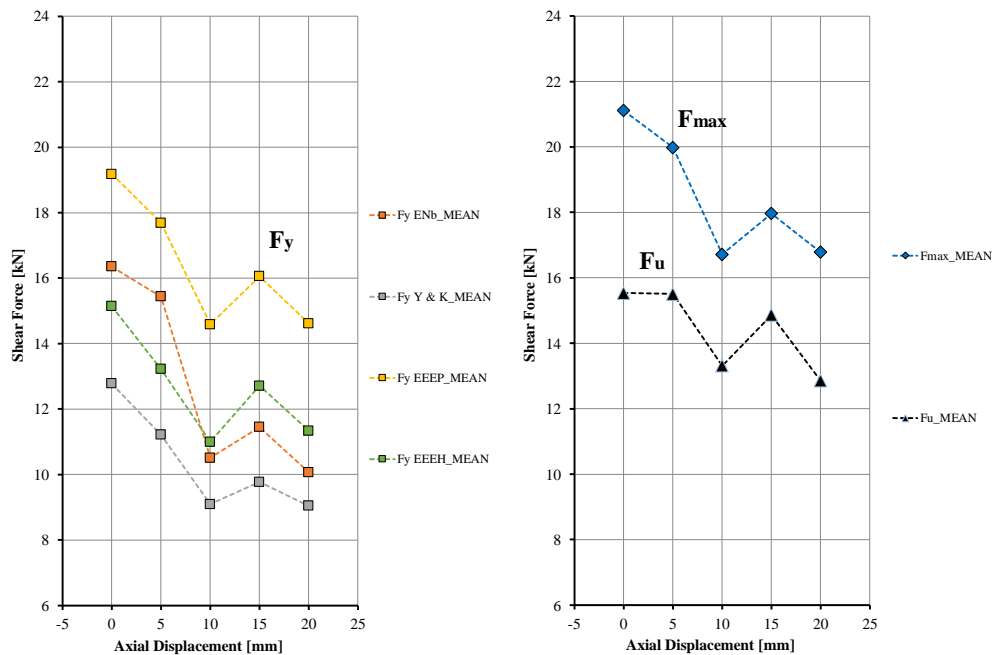 24
22
20
18
16
14
12
10
8
6
-5 0 5 10 15 20 25
Shear Force [kN]
Axial Displacement [mm]
Fy
Fy ENb_MEAN
Fy Y & K_MEAN
Fy EEEP_MEAN
Fy EEEH_MEAN
24
22
20
18
16
14
12
10
8
6
-5 0 5 10 15 20 25
Shear Force [kN]
Axial Displacement [mm]
Fmax
Fu
Fmax_MEAN
Fu_MEAN